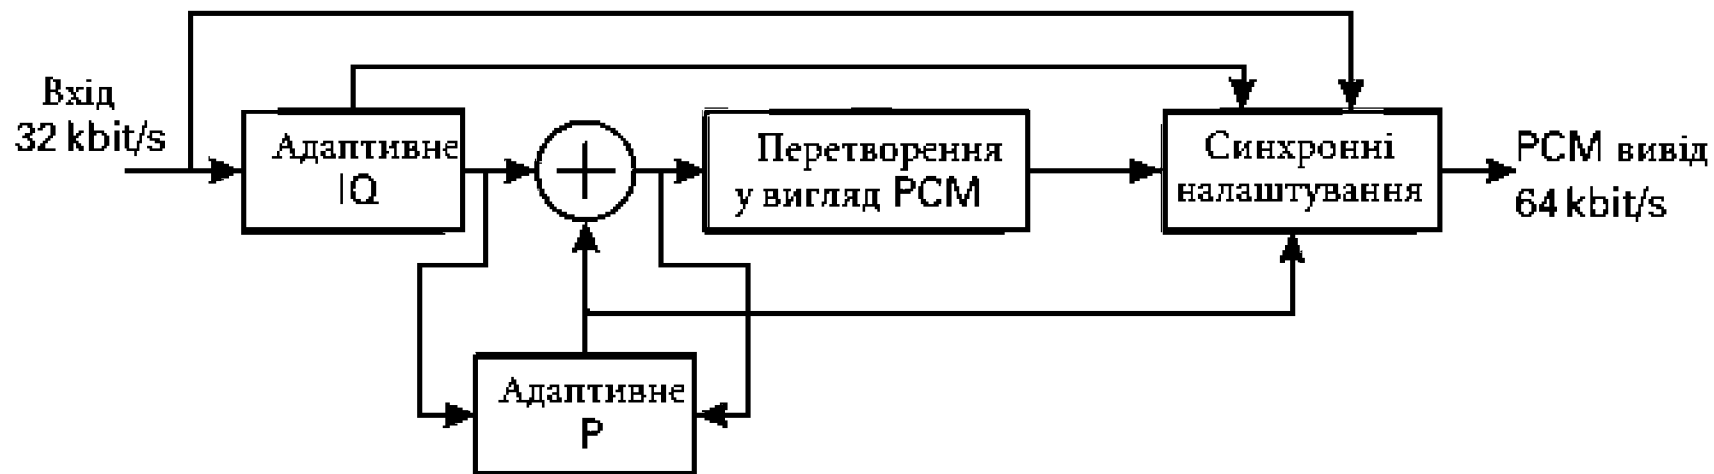 Вхід
32 kbit/s
Адаптивне
IQ
Перетворення
у вигляд PCM
Синхронні
налаштування
PCM вивід
64 kbit/s
Адаптивне
P